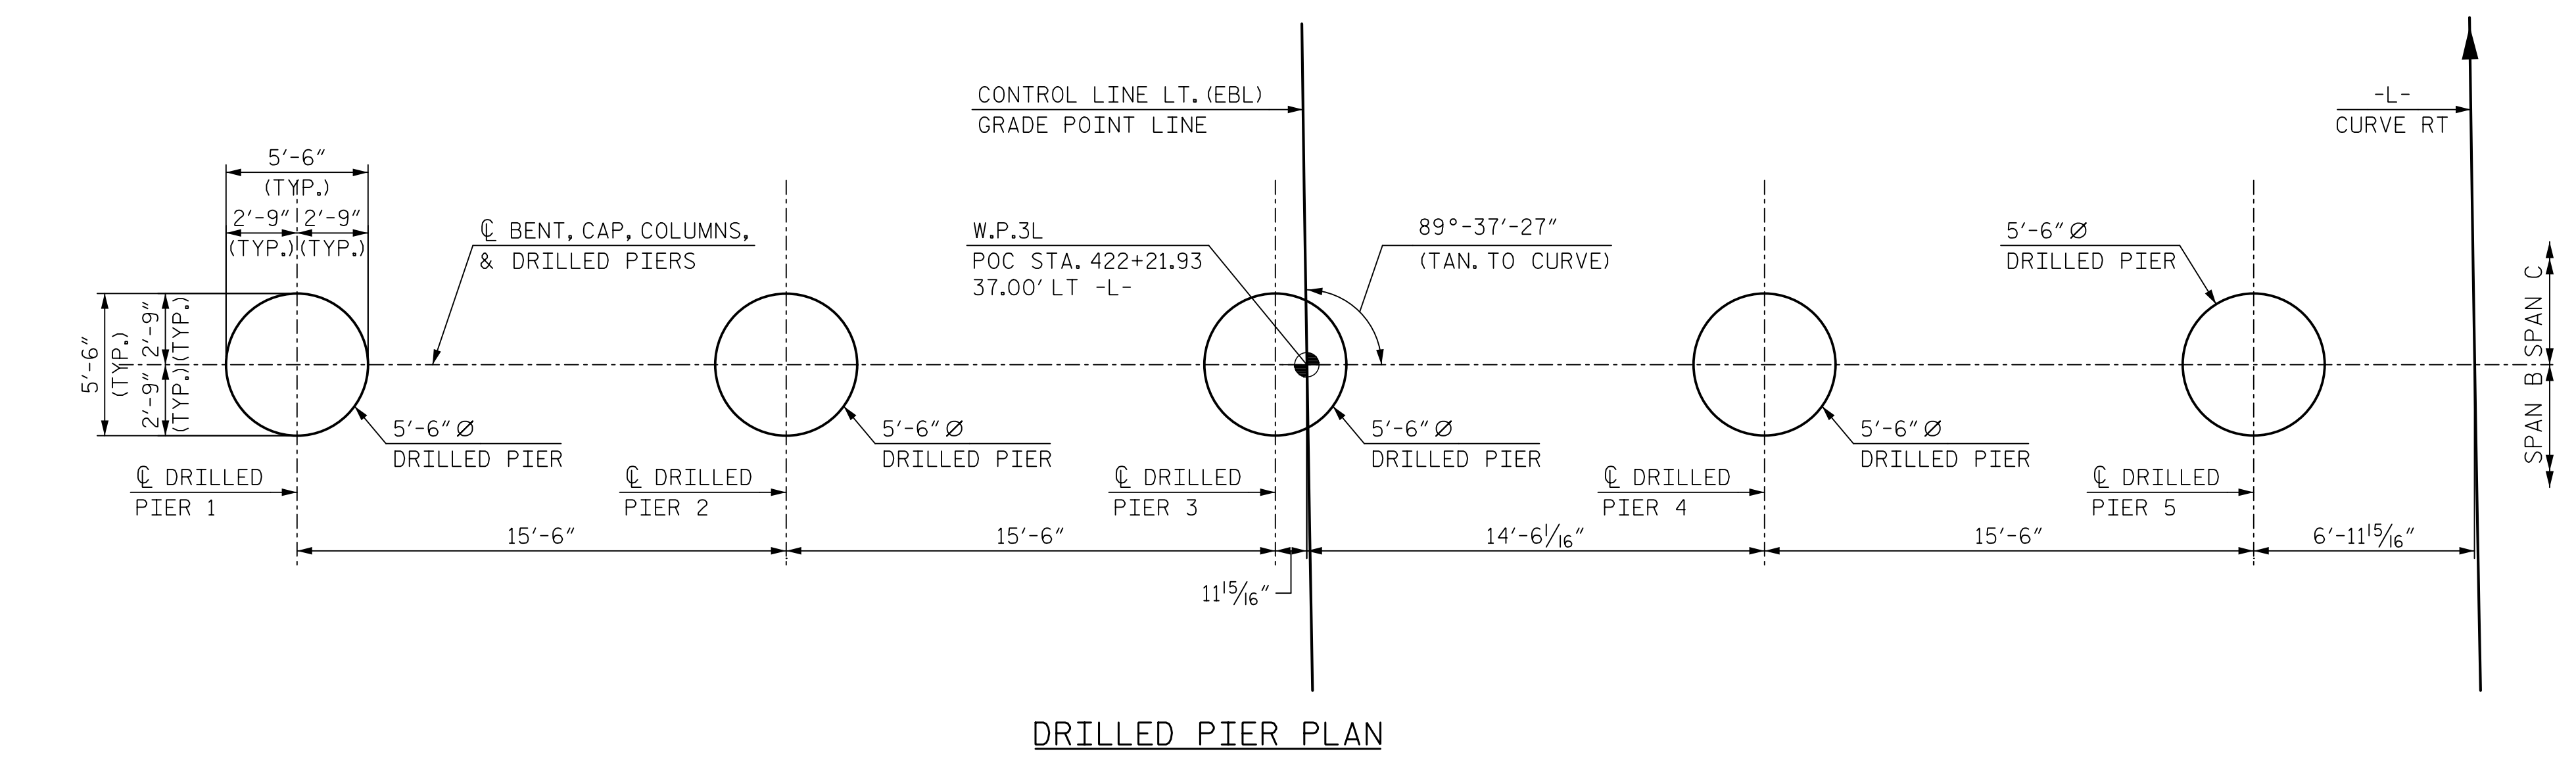 CONTROL LINE LT. (EBL)
GRADE POINT LINE
-L-
CURVE RT
5'-6"
(TYP.)
2'-9" 2'-9"
(TYP.) (TYP.)
℄ BENT, CAP, COLUMNS,
& DRILLED PIERS
W.P.3L
POC STA. 422+21.93
37.00' LT -L-
89°-37'-27"
(TAN. TO CURVE)
5'-6" Ø
DRILLED PIER
5'-6"
(TYP.)
2'-9"
(TYP.)
2'-9"
(TYP.)
SPAN C
SPAN B
5'-6" Ø
DRILLED PIER
5'-6" Ø
DRILLED PIER
5'-6" Ø
DRILLED PIER
5'-6" Ø
DRILLED PIER
℄ DRILLED
PIER 1
℄ DRILLED
PIER 2
℄ DRILLED
PIER 3
℄ DRILLED
PIER 4
℄ DRILLED
PIER 5
15'-6"
15'-6"
11 15/16"
14'-6 1/16"
15'-6"
6'-11 15/16"
DRILLED PIER PLAN